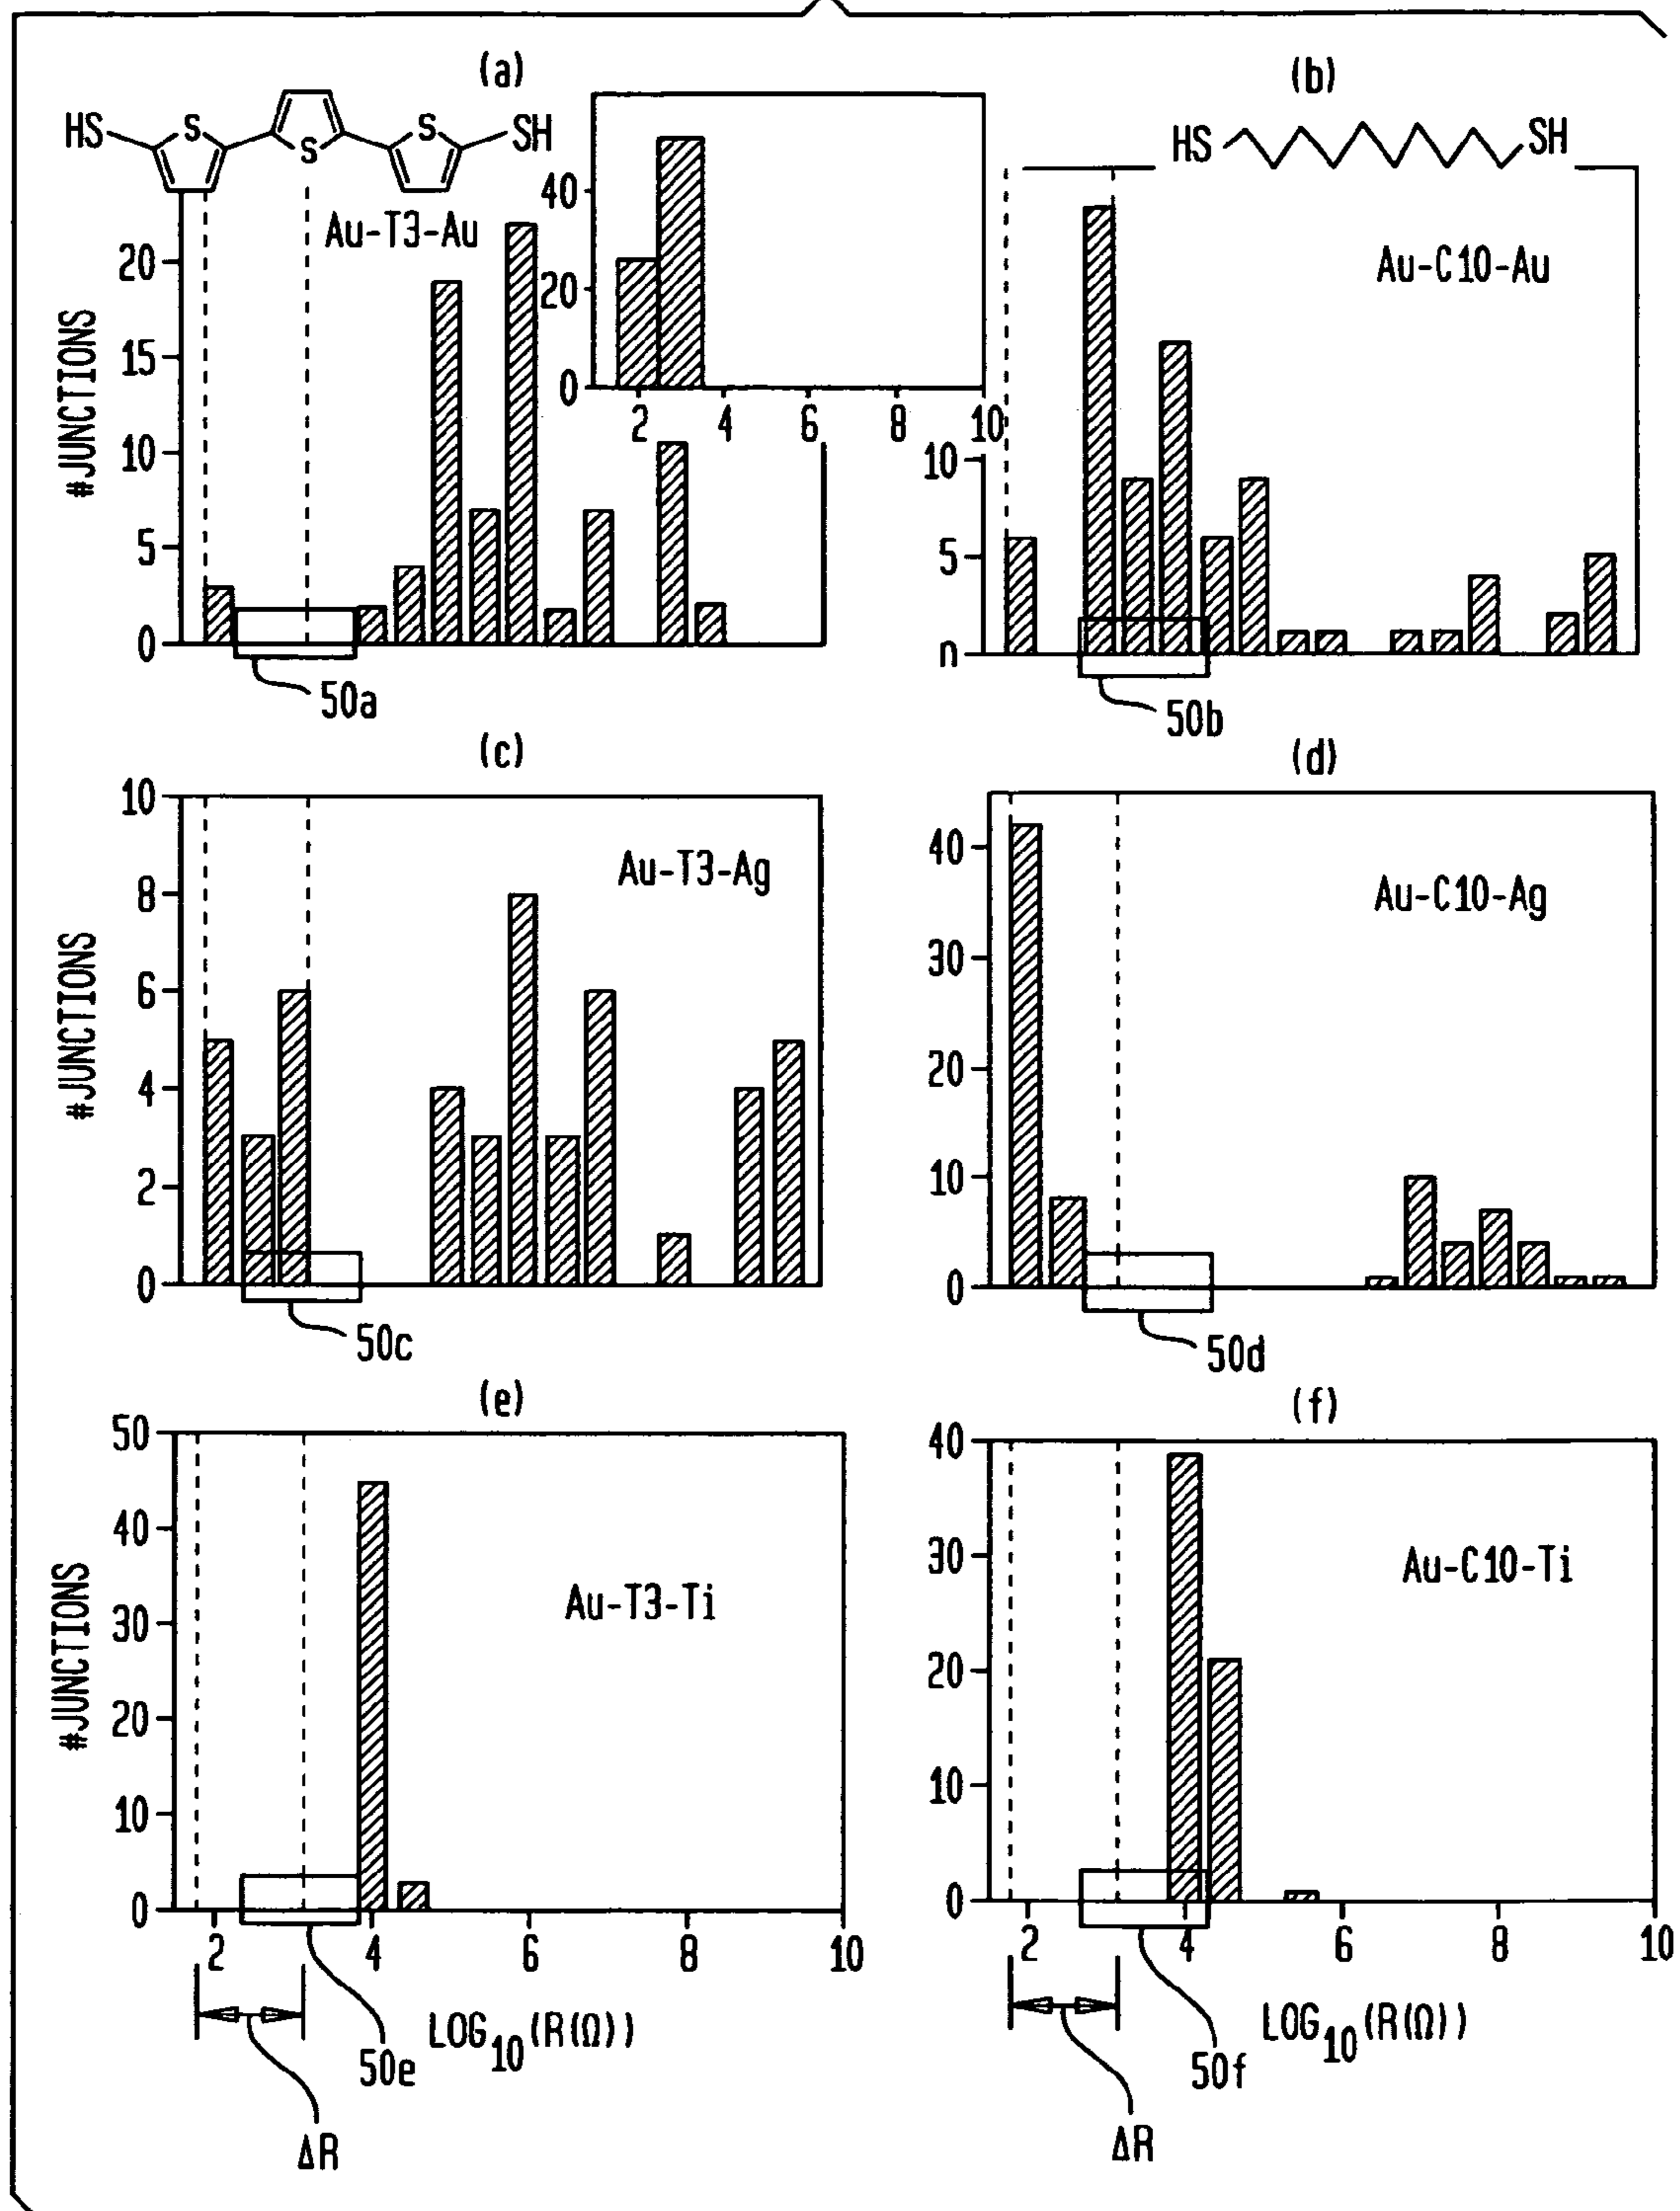 (a)
HS S S S SH
Au-T3-Au
#JUNCTIONS
20
15
10
5
0
40
20
0
2 4 6 8 10
50a
(b)
HS SH
Au-C10-Au
10
5
0
50b
(c)
Au-T3-Ag
#JUNCTIONS
10
8
6
4
2
0
50c
(d)
Au-C10-Ag
40
30
20
10
0
50d
(e)
Au-T3-Ti
#JUNCTIONS
50
40
30
20
10
0
2 4 6 8 10
LOG10(R(Ω))
50e
ΔR
(f)
Au-C10-Ti
40
30
20
10
0
2 4 6 8 10
LOG10(R(Ω))
50f
ΔR